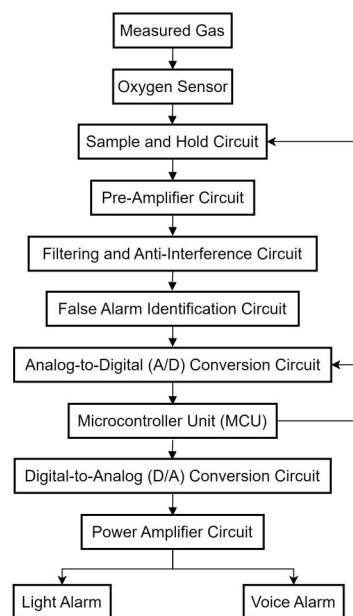 Measured Gas
Oxygen Sensor
Sample and Hold Circuit
Pre-Amplifier Circuit
Filtering and Anti-Interference Circuit
False Alarm Identification Circuit
Analog-to-Digital (A/D) Conversion Circuit
Microcontroller Unit (MCU)
Digital-to-Analog (D/A) Conversion Circuit
Power Amplifier Circuit
Light Alarm
Voice Alarm